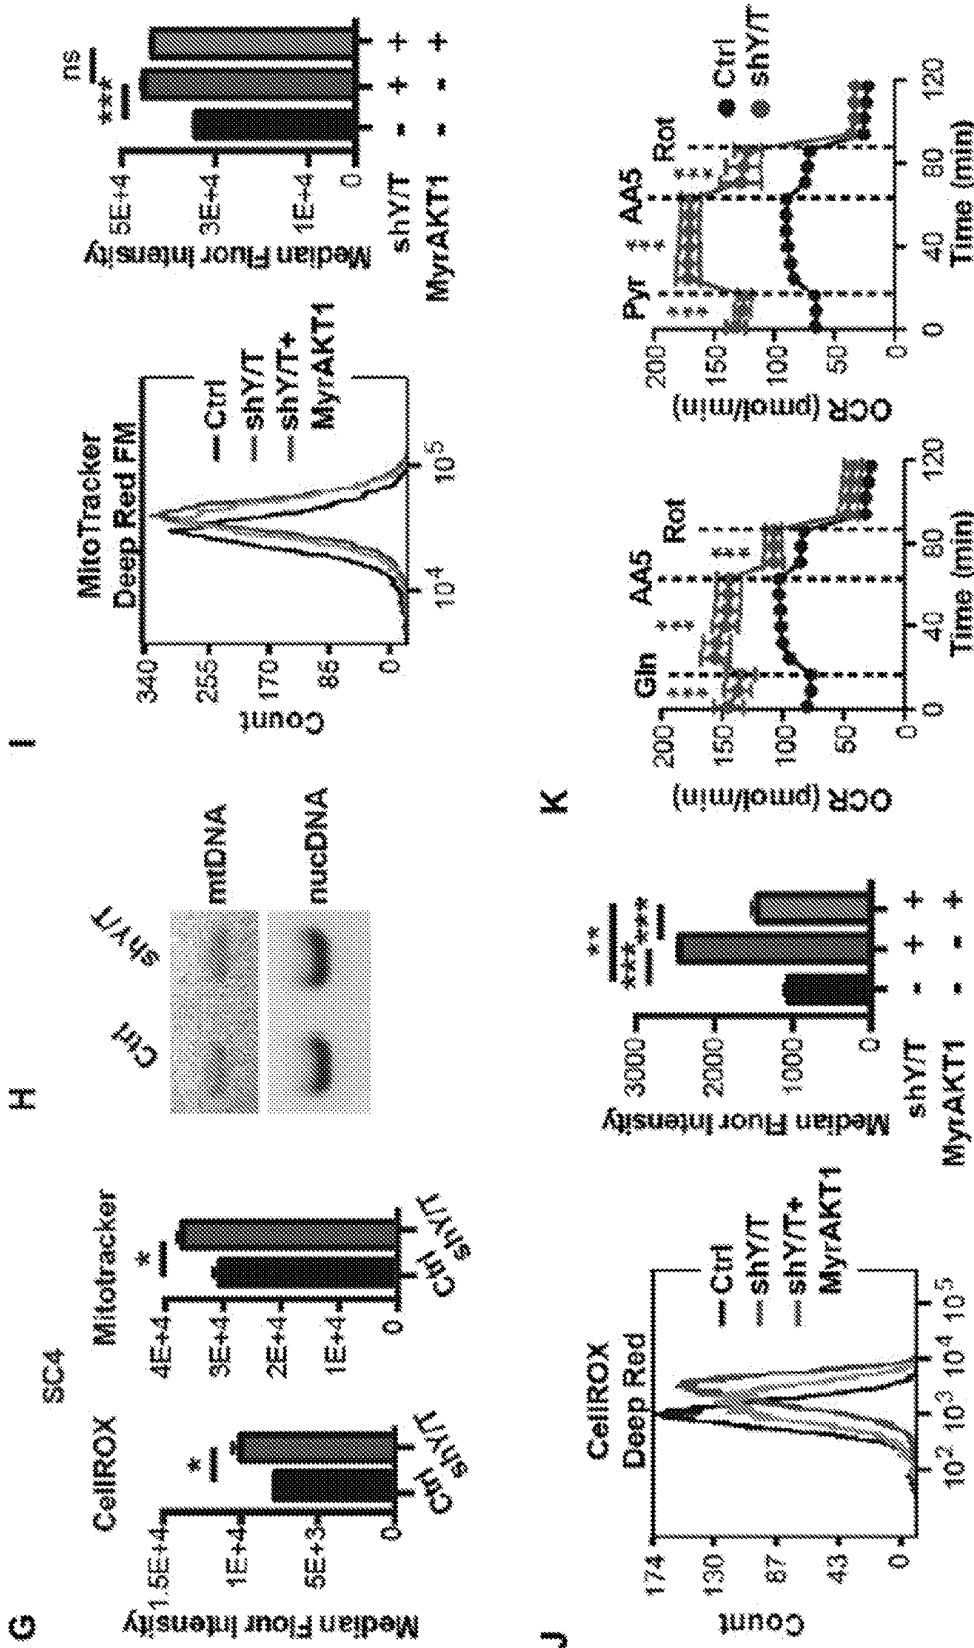 G
SC4
CellROX
Median Flour Intensity
1.5E+4
1E+4
5E+3
0
*
Ctrl
shY/T
Mitotracker
4E+4
3E+4
2E+4
1E+4
0
*
Ctrl
shY/T
H
Ctrl
shY/T
mtDNA
nucDNA
I
MitoTracker
Deep Red FM
Count
340
255
170
85
0
10^4
10^5
Ctrl
shY/T
shY/T+
MyrAKT1
Median Fluor Intensity
5E+4
3E+4
1E+4
0
***
ns
shY/T - + +
MyrAKT1 - - +
J
CellROX
Deep Red
Count
174
130
87
43
0
10^2
10^3
10^4
10^5
Ctrl
shY/T
shY/T+
MyrAKT1
Median Fluor Intensity
3000
2000
1000
0
**
***
***
shY/T - + +
MyrAKT1 - - +
K
Gln
AA5
Rot
OCR (pmol/min)
200
150
100
50
0
***
***
***
0 40 80 120
Time (min)
Pyr
AA5
Rot
OCR (pmol/min)
200
150
100
50
0
***
***
***
0 40 80 120
Time (min)
Ctrl
shY/T